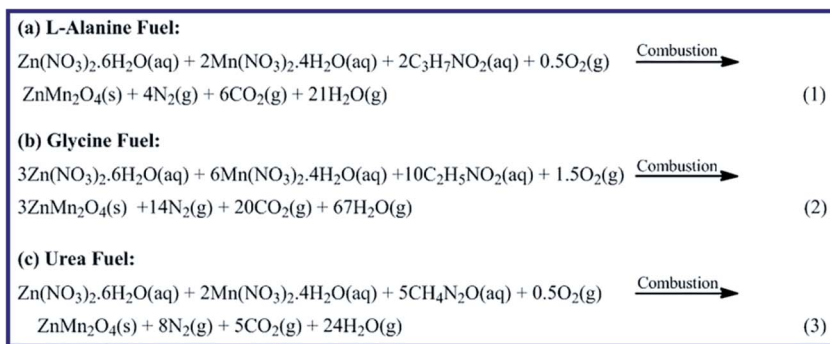 (a) L-Alanine Fuel:
Zn(NO₃)₂.6H₂O(aq) + 2Mn(NO₃)₂.4H₂O(aq) + 2C₃H₇NO₂(aq) + 0.5O₂(g) Combustion
ZnMn₂O₄(s) + 4N₂(g) + 6CO₂(g) + 21H₂O(g) (1)
(b) Glycine Fuel:
3Zn(NO₃)₂.6H₂O(aq) + 6Mn(NO₃)₂.4H₂O(aq) +10C₂H₅NO₂(aq) + 1.5O₂(g) Combustion
3ZnMn₂O₄(s) +14N₂(g) + 20CO₂(g) + 67H₂O(g) (2)
(c) Urea Fuel:
Zn(NO₃)₂.6H₂O(aq) + 2Mn(NO₃)₂.4H₂O(aq) + 5CH₄N₂O(aq) + 0.5O₂(g) Combustion
ZnMn₂O₄(s) + 8N₂(g) + 5CO₂(g) + 24H₂O(g) (3)